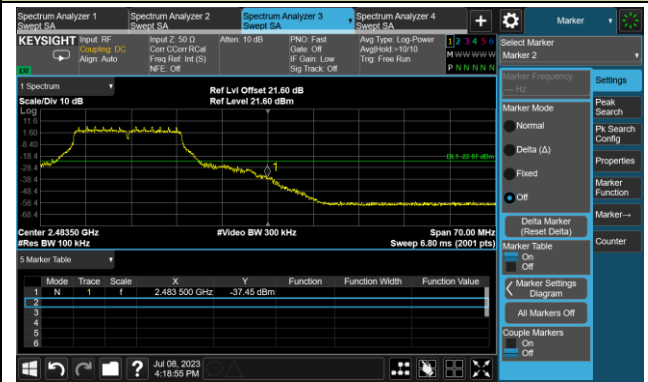 Spectrum Analyzer 1
Swept SA
Spectrum Analyzer 2
Swept SA
Spectrum Analyzer 3
Swept SA
Spectrum Analyzer 4
Swept SA
+
Marker
KEYSIGHT
Input: RF
Coupling: DC
Align: Auto
Input Z: 50 Ω
Corr CCorr RCal
Freq Ref: Int (S)
NFE: Off
Atten: 10 dB
PNO: Fast
Gate: Off
IF Gain: Low
Sig Track: Off
Avg Type: Log-Power
Avg|Hold:>10/10
Trig: Free Run
1 2 3 4 5 6
M W W W W W
P N N N N N
Select Marker
Marker 2
1 Spectrum
Scale/Div 10 dB
Ref Lvl Offset 21.60 dB
Ref Level 21.60 dBm
Log
11.6
1.60
-8.40
-18.4
-28.4
-38.4
-48.4
-58.4
-68.4
1
DL1 -22.67 dBm
Center 2.48350 GHz
#Res BW 100 kHz
#Video BW 300 kHz
Span 70.00 MHz
Sweep 6.80 ms (2001 pts)
5 Marker Table
Mode Trace Scale X Y Function Function Width Function Value
1 N 1 f 2.483 500 GHz -37.45 dBm
2
3
4
5
6
Marker Frequency
--- Hz
Marker Mode
Normal
Delta (Δ)
Fixed
Off
Delta Marker
(Reset Delta)
Marker Table
On
Off
Marker Settings
Diagram
All Markers Off
Couple Markers
On
Off
Settings
Peak
Search
Pk Search
Config
Properties
Marker
Function
Marker→
Counter
?
Jul 08, 2023
4:18:55 PM